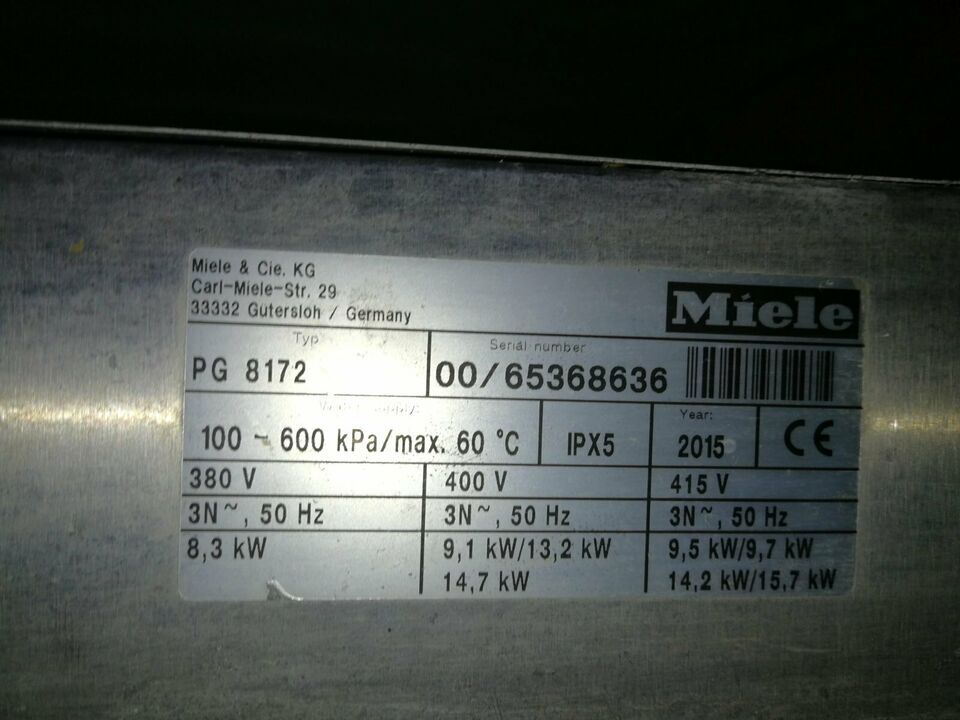 Miele & Cie. KG
Carl-Miele-Str. 29
33332 Gutersloh / Germany
Miele
Typ
PG 8172
Serial number
00/65368636
Water supply:
100 - 600 kPa/max. 60 °C
IPX5
Year:
2015
CE
380 V
400 V
415 V
3N~, 50 Hz
3N~, 50 Hz
3N~, 50 Hz
8,3 kW
9,1 kW/13,2 kW
9,5 kW/9,7 kW
14,7 kW
14,2 kW/15,7 kW